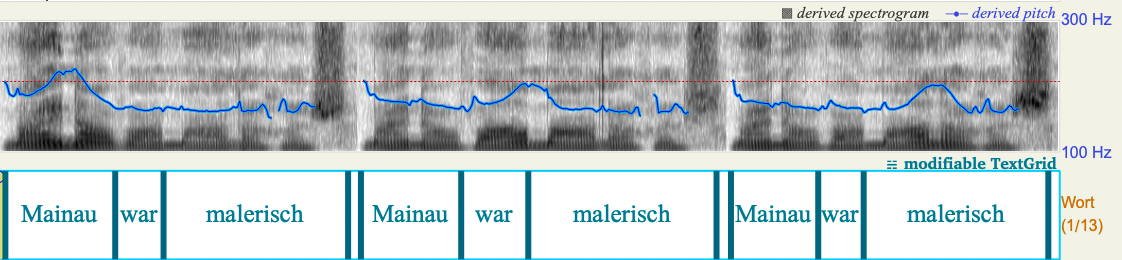 derived spectrogram derived pitch
300 Hz
100 Hz
modifiable TextGrid
Mainau war malerisch Mainau war malerisch Mainau war malerisch
Wort
(1/13)